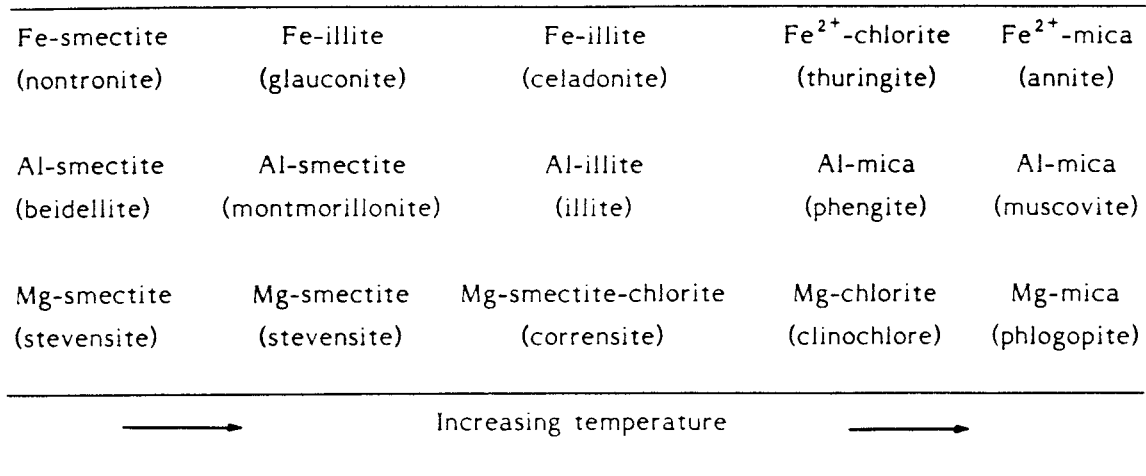 Fe-smectite Fe-illite Fe-illite Fe²⁺-chlorite Fe²⁺-mica
(nontronite) (glauconite) (celadonite) (thuringite) (annite)
Al-smectite Al-smectite Al-illite Al-mica Al-mica
(beidellite) (montmorillonite) (illite) (phengite) (muscovite)
Mg-smectite Mg-smectite Mg-smectite-chlorite Mg-chlorite Mg-mica
(stevensite) (stevensite) (corrensite) (clinochlore) (phlogopite)
Increasing temperature